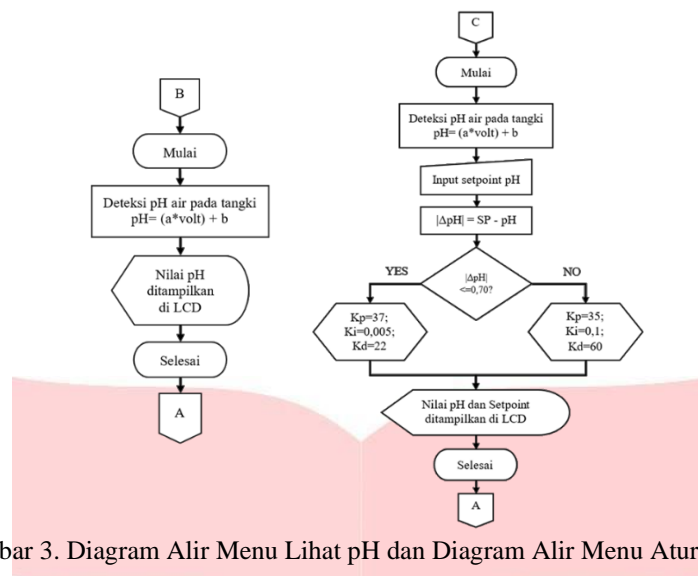 B
Mulai
Deteksi pH air pada tangki
pH= (a*volt) + b
Nilai pH
ditampilkan
di LCD
Selesai
A
C
Mulai
Deteksi pH air pada tangki
pH= (a*volt) + b
Input setpoint pH
|ΔpH| = SP - pH
|ΔpH|
<=0,70?
YES
NO
Kp=37;
Ki=0,005;
Kd=22
Kp=35;
Ki=0,1;
Kd=60
Nilai pH dan Setpoint
ditampilkan di LCD
Selesai
A
bar 3. Diagram Alir Menu Lihat pH dan Diagram Alir Menu Atur